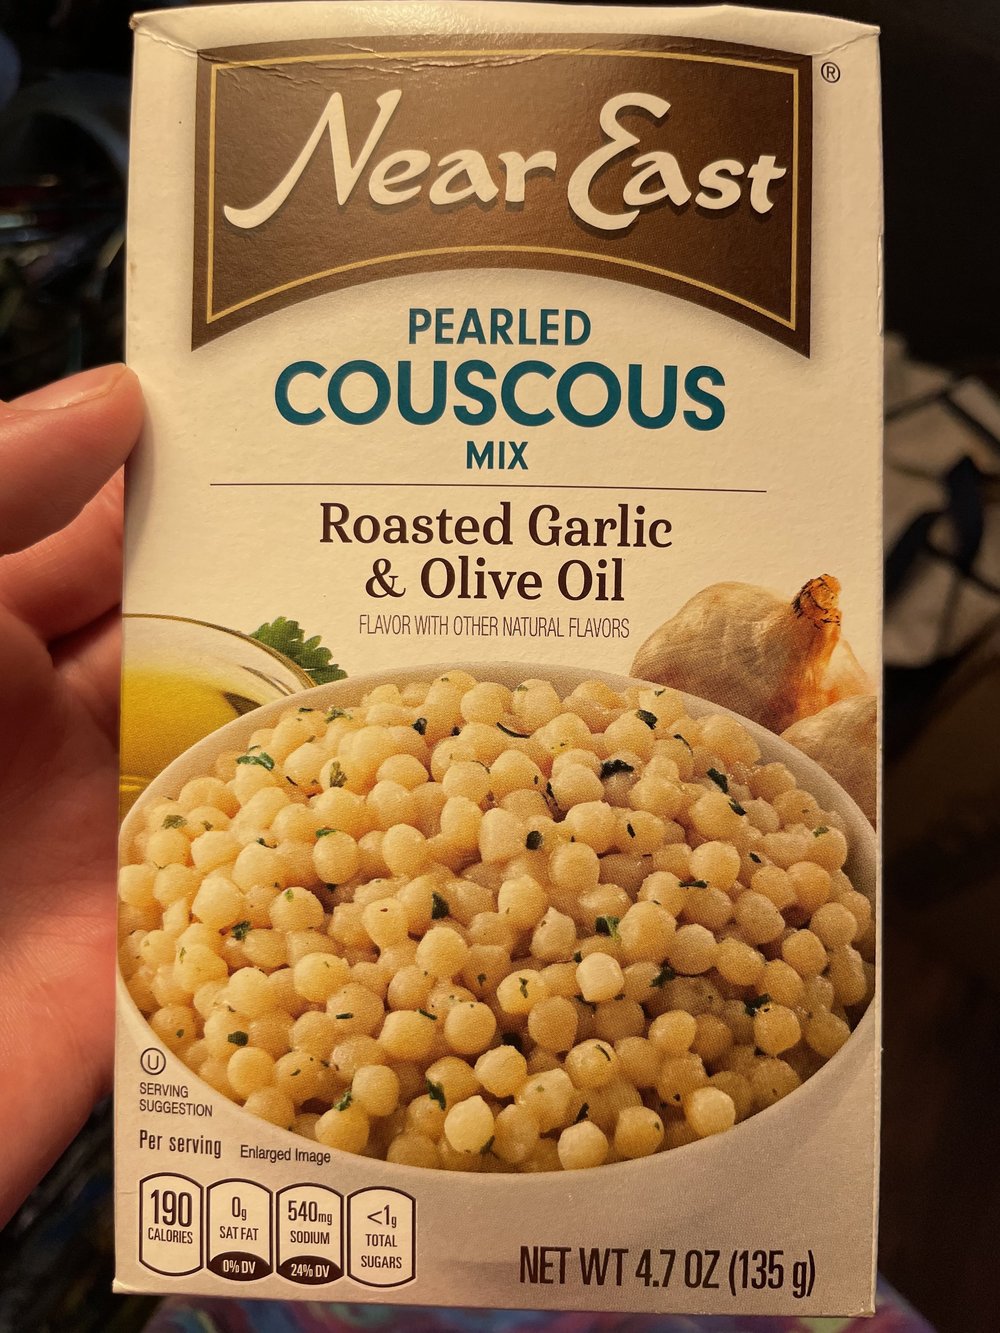 Near East ®
PEARLED
COUSCOUS
MIX
Roasted Garlic
& Olive Oil
FLAVOR WITH OTHER NATURAL FLAVORS
U
SERVING
SUGGESTION
Per serving
Enlarged Image
190
CALORIES
0g
SAT FAT
0% DV
540mg
SODIUM
24% DV
<1g
TOTAL
SUGARS
NET WT 4.7 OZ (135 g)